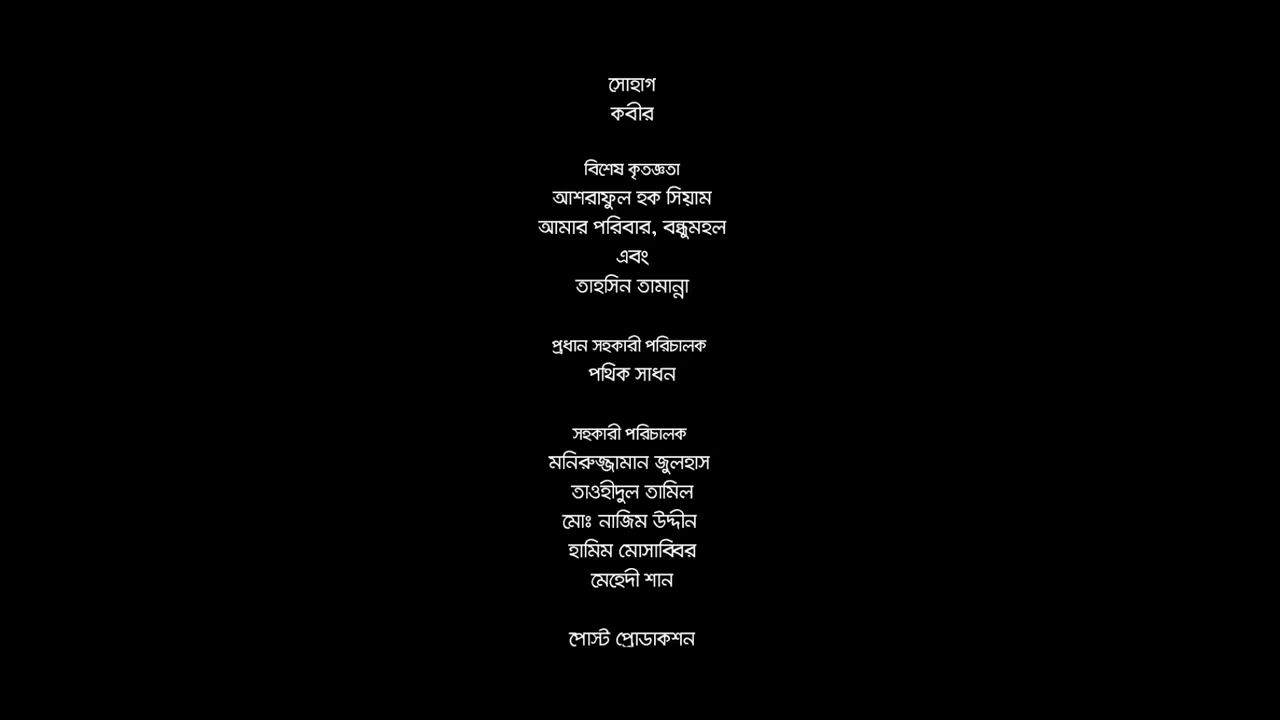 সোহাগ
কবীর
বিশেষ কৃতজ্ঞতা
আশরাফুল হক সিয়াম
আমার পরিবার, বন্ধুমহল
এবং
তাহসিন তামান্না
প্রধান সহকারী পরিচালক
পথিক সাধন
সহকারী পরিচালক
মনিরুজ্জামান জুলহাস
তাওহীদুল তামিল
মোঃ নাজিম উদ্দীন
হামিম মোসাব্বির
মেহেদী শান
পোস্ট প্রোডাকশন